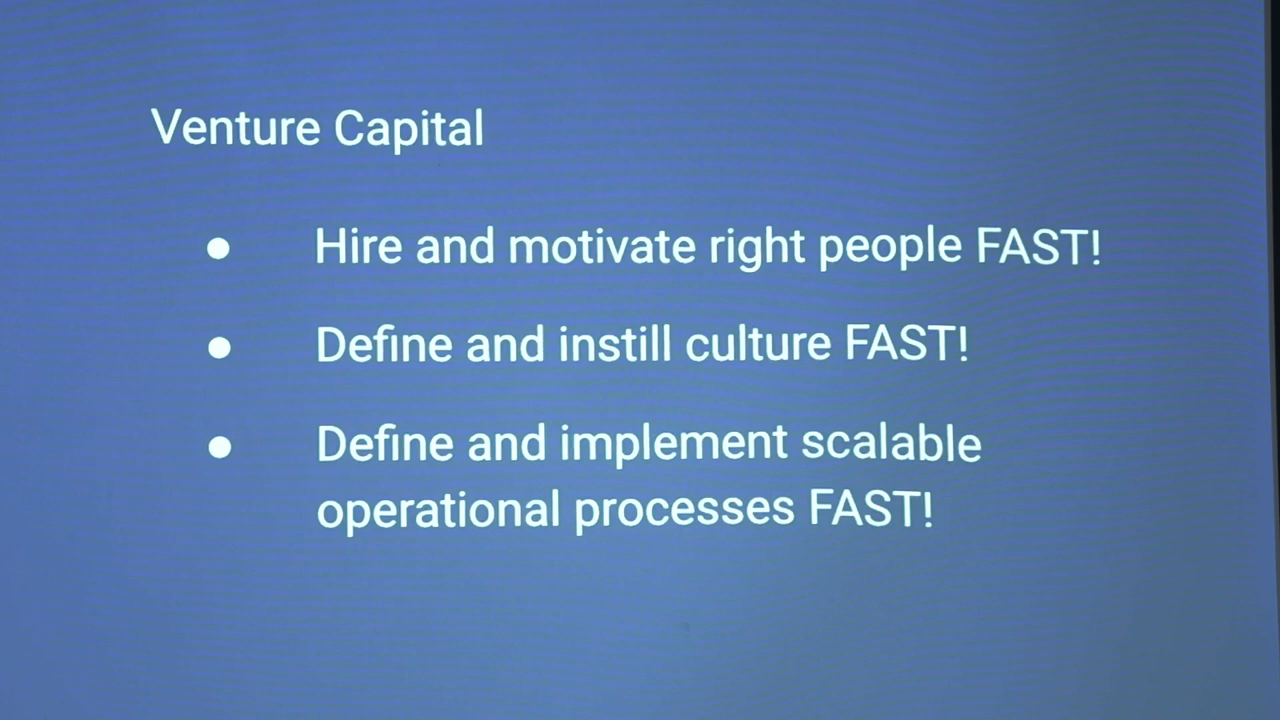 Venture Capital
● Hire and motivate right people FAST!
● Define and instill culture FAST!
● Define and implement scalable
operational processes FAST!